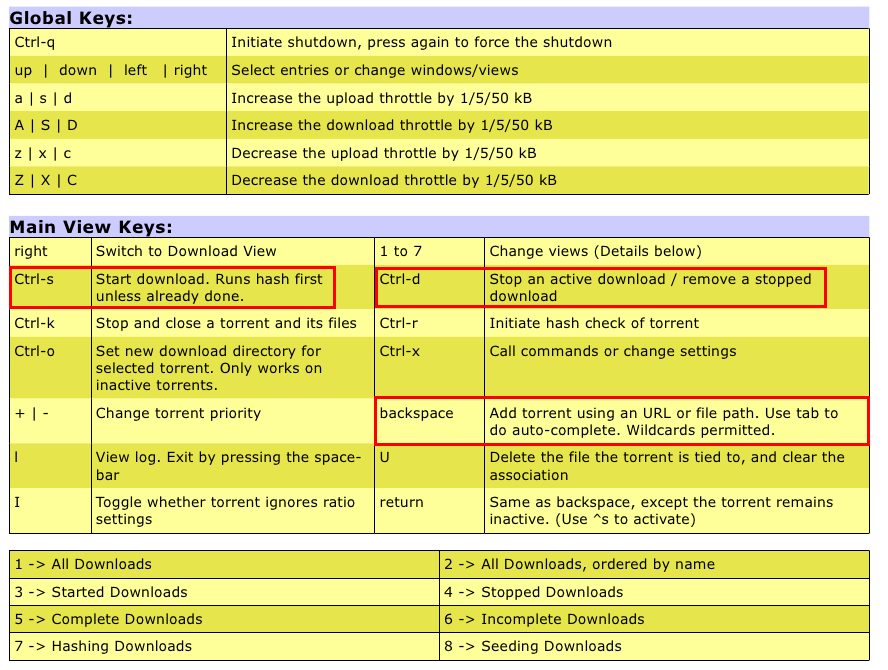 Global Keys:
Ctrl-q Initiate shutdown, press again to force the shutdown
up | down | left | right Select entries or change windows/views
a | s | d Increase the upload throttle by 1/5/50 kB
A | S | D Increase the download throttle by 1/5/50 kB
z | x | c Decrease the upload throttle by 1/5/50 kB
Z | X | C Decrease the download throttle by 1/5/50 kB
Main View Keys:
right Switch to Download View 1 to 7 Change views (Details below)
Ctrl-s Start download. Runs hash first
unless already done.
Ctrl-d Stop an active download / remove a stopped
download
Ctrl-k Stop and close a torrent and its files Ctrl-r Initiate hash check of torrent
Ctrl-o Set new download directory for
selected torrent. Only works on
inactive torrents.
Ctrl-x Call commands or change settings
+ | - Change torrent priority backspace Add torrent using an URL or file path. Use tab to
do auto-complete. Wildcards permitted.
l View log. Exit by pressing the space-
bar
U Delete the file the torrent is tied to, and clear the
association
I Toggle whether torrent ignores ratio
settings
return Same as backspace, except the torrent remains
inactive. (Use ^s to activate)
1 -> All Downloads 2 -> All Downloads, ordered by name
3 -> Started Downloads 4 -> Stopped Downloads
5 -> Complete Downloads 6 -> Incomplete Downloads
7 -> Hashing Downloads 8 -> Seeding Downloads